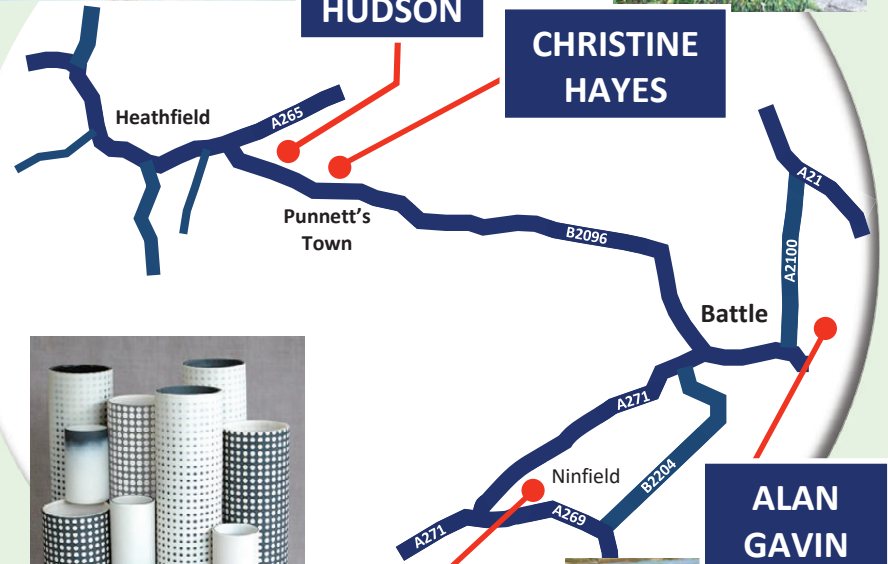 HUDSON
CHRISTINE
HAYES
Heathfield
A265
A21
Punnett's
Town
B2096
A2100
Battle
A271
Ninfield
B2204
A269
A271
ALAN
GAVIN